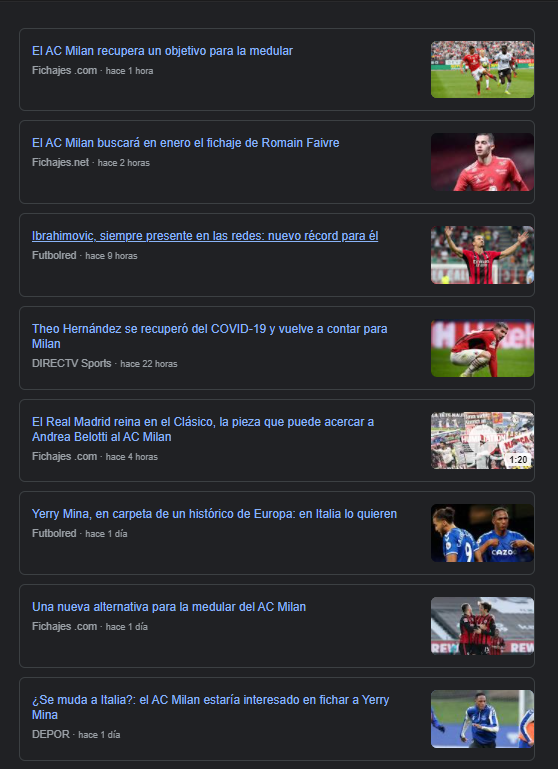 El AC Milan recupera un objetivo para la medular
Fichajes .com · hace 1 hora
El AC Milan buscará en enero el fichaje de Romain Faivre
Fichajes.net · hace 2 horas
Ibrahimovic, siempre presente en las redes: nuevo récord para él
Futbolred · hace 9 horas
Theo Hernández se recuperó del COVID-19 y vuelve a contar para
Milan
DIRECTV Sports · hace 22 horas
El Real Madrid reina en el Clásico, la pieza que puede acercar a
Andrea Belotti al AC Milan
Fichajes .com · hace 4 horas
1:20
Yerry Mina, en carpeta de un histórico de Europa: en Italia lo quieren
Futbolred · hace 1 día
9
CAZOO
Una nueva alternativa para la medular del AC Milan
Fichajes .com · hace 1 día
¿Se muda a Italia?: el AC Milan estaría interesado en fichar a Yerry
Mina
DEPOR · hace 1 día